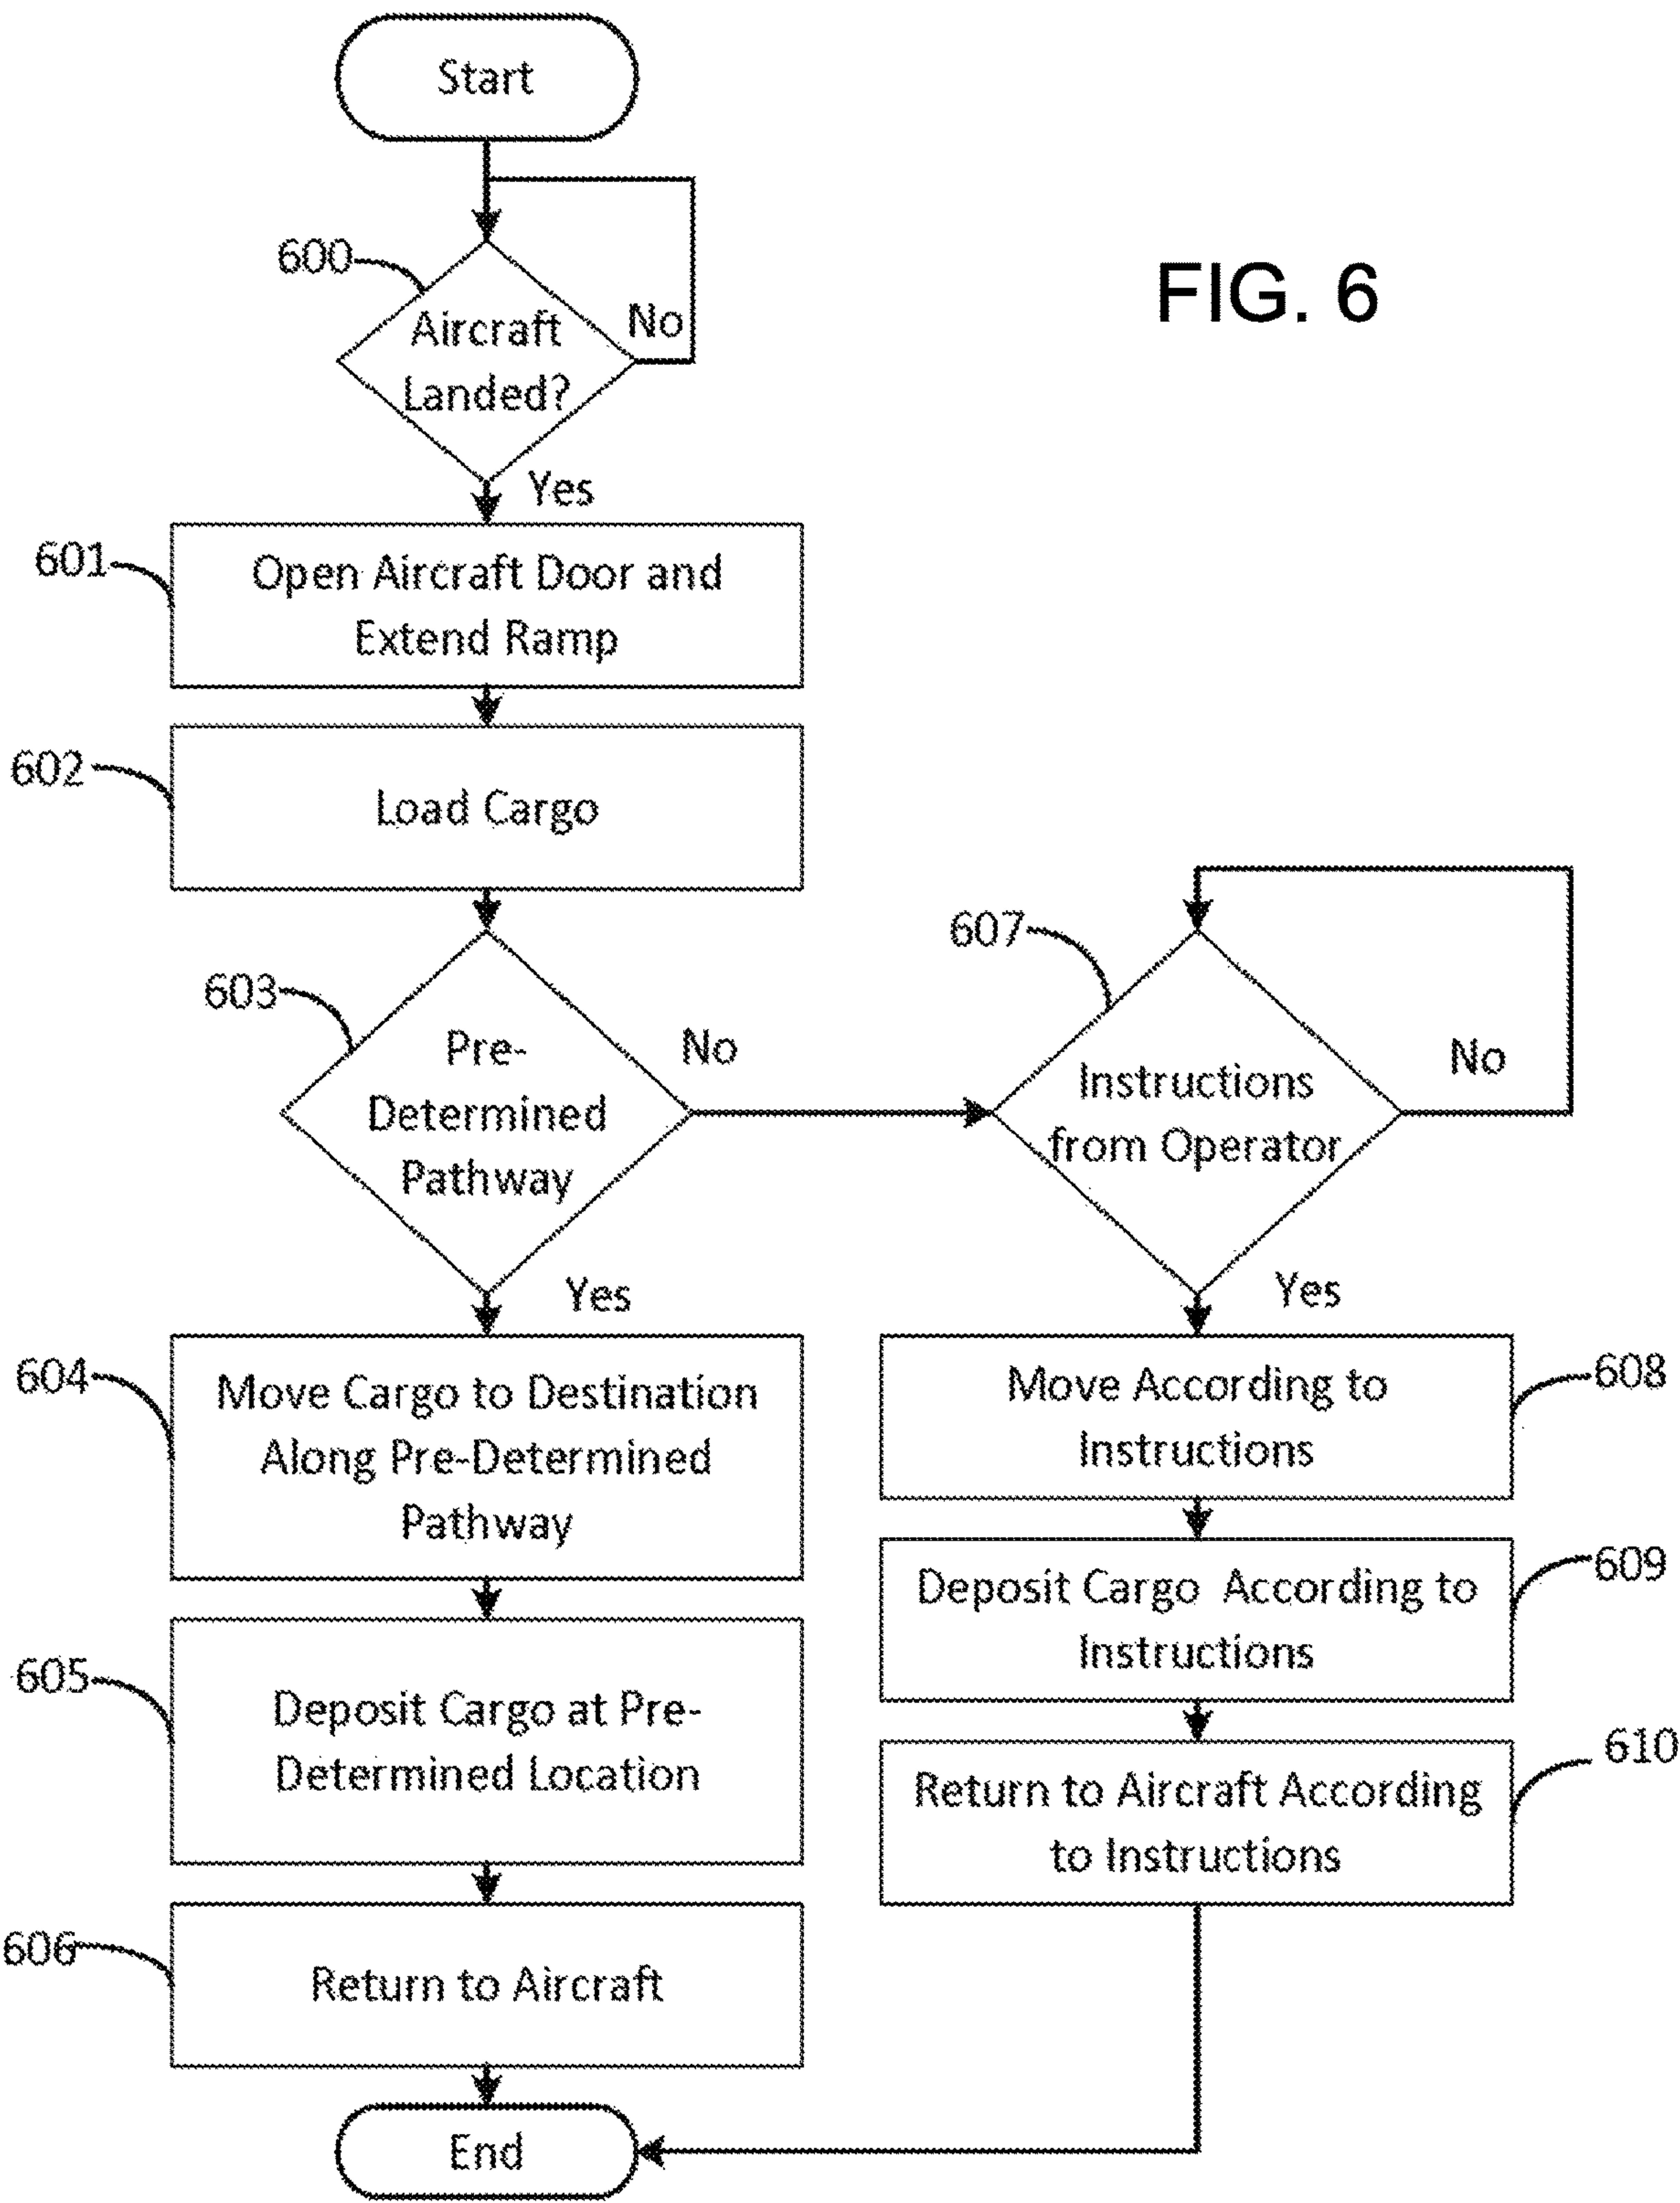 Start
FIG. 6
600
Aircraft
Landed?
No
Yes
601
Open Aircraft Door and
Extend Ramp
602
Load Cargo
603
Pre-
Determined
Pathway
No
Yes
607
Instructions
from Operator
No
Yes
604
Move Cargo to Destination
Along Pre-Determined
Pathway
605
Deposit Cargo at Pre-
Determined Location
606
Return to Aircraft
608
Move According to
Instructions
609
Deposit Cargo According to
Instructions
610
Return to Aircraft According
to Instructions
End